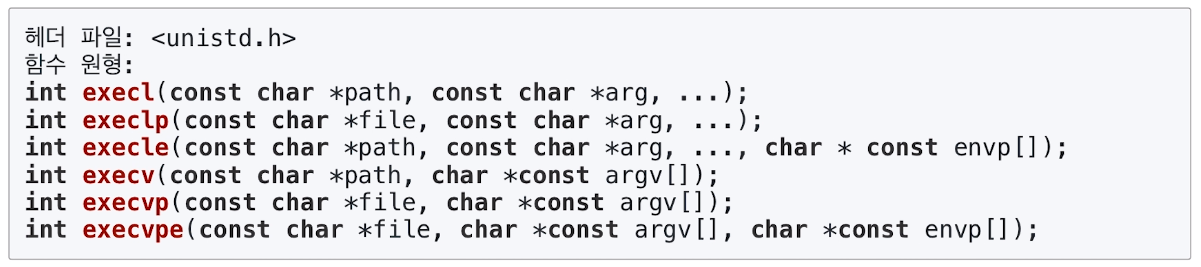 헤더 파일: <unistd.h>
함수 원형:
int execl(const char *path, const char *arg, ...);
int execlp(const char *file, const char *arg, ...);
int execle(const char *path, const char *arg, ..., char * const envp[]);
int execv(const char *path, char *const argv[]);
int execvp(const char *file, char *const argv[]);
int execvpe(const char *file, char *const argv[], char *const envp[]);